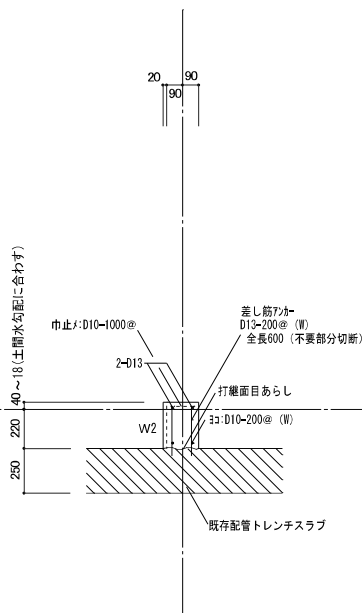 20
90
90
40~18(土間水勾配に合わす)
220
250
巾止メ:D10-1000@
2-D13
差し筋アンカー
D13-200@ (W)
全長600 (不要部分切断)
打継面目あらし
ヨコ:D10-200@ (W)
W2
既存配管トレンチスラブ